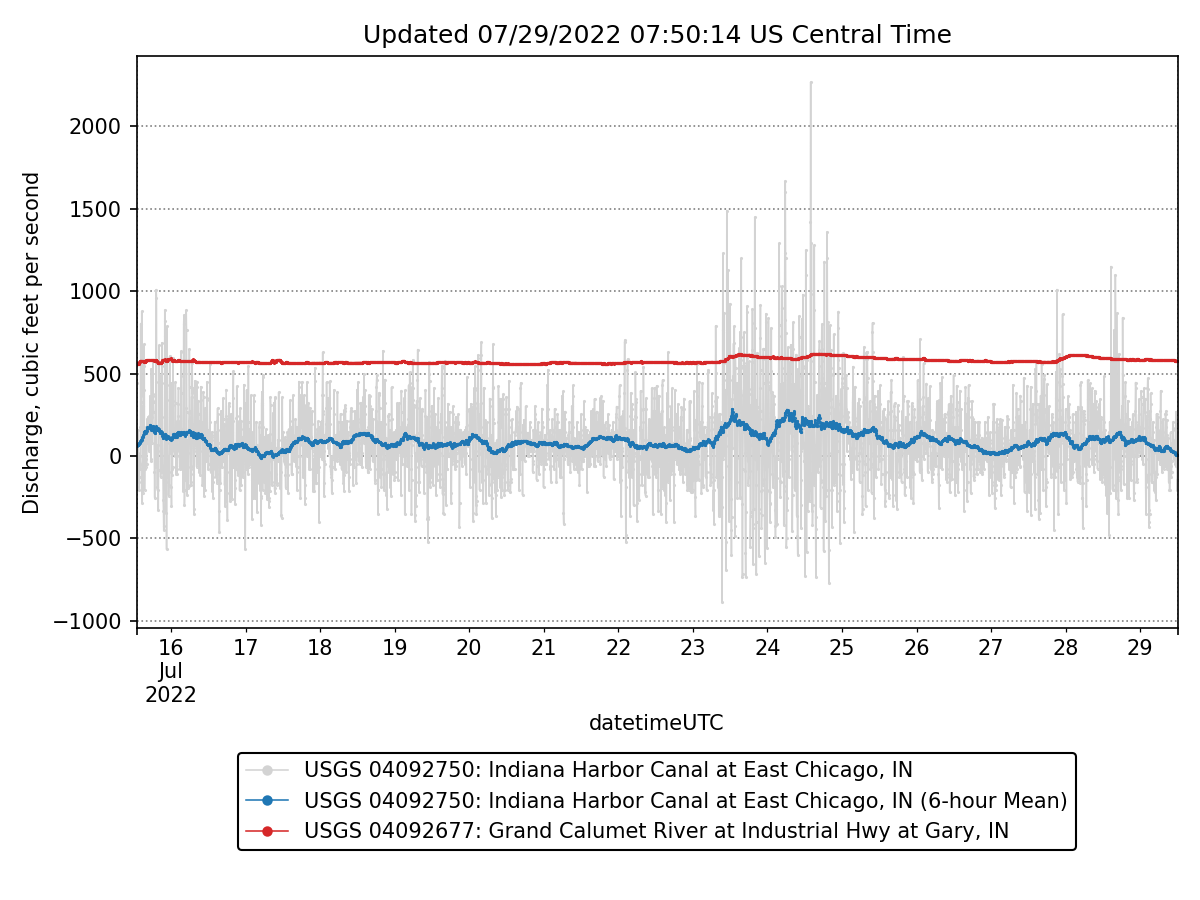 Updated 07/29/2022 07:50:14 US Central Time
Discharge, cubic feet per second
2000
1500
1000
500
0
−500
−1000
16 17 18 19 20 21 22 23 24 25 26 27 28 29
Jul
2022
datetimeUTC
USGS 04092750: Indiana Harbor Canal at East Chicago, IN
USGS 04092750: Indiana Harbor Canal at East Chicago, IN (6-hour Mean)
USGS 04092677: Grand Calumet River at Industrial Hwy at Gary, IN